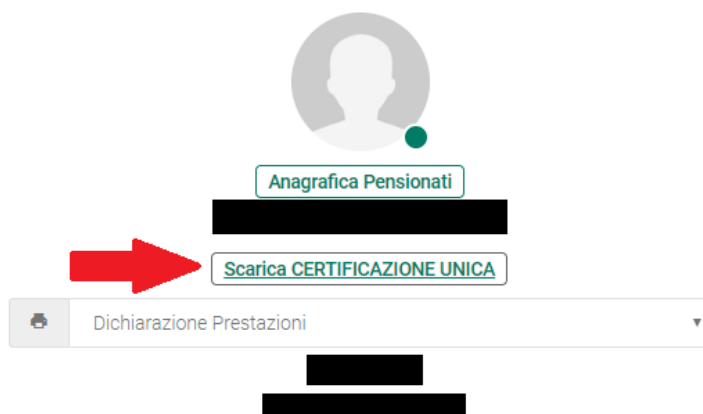 Anagrafica Pensionati
Scarica CERTIFICAZIONE UNICA
Dichiarazione Prestazioni